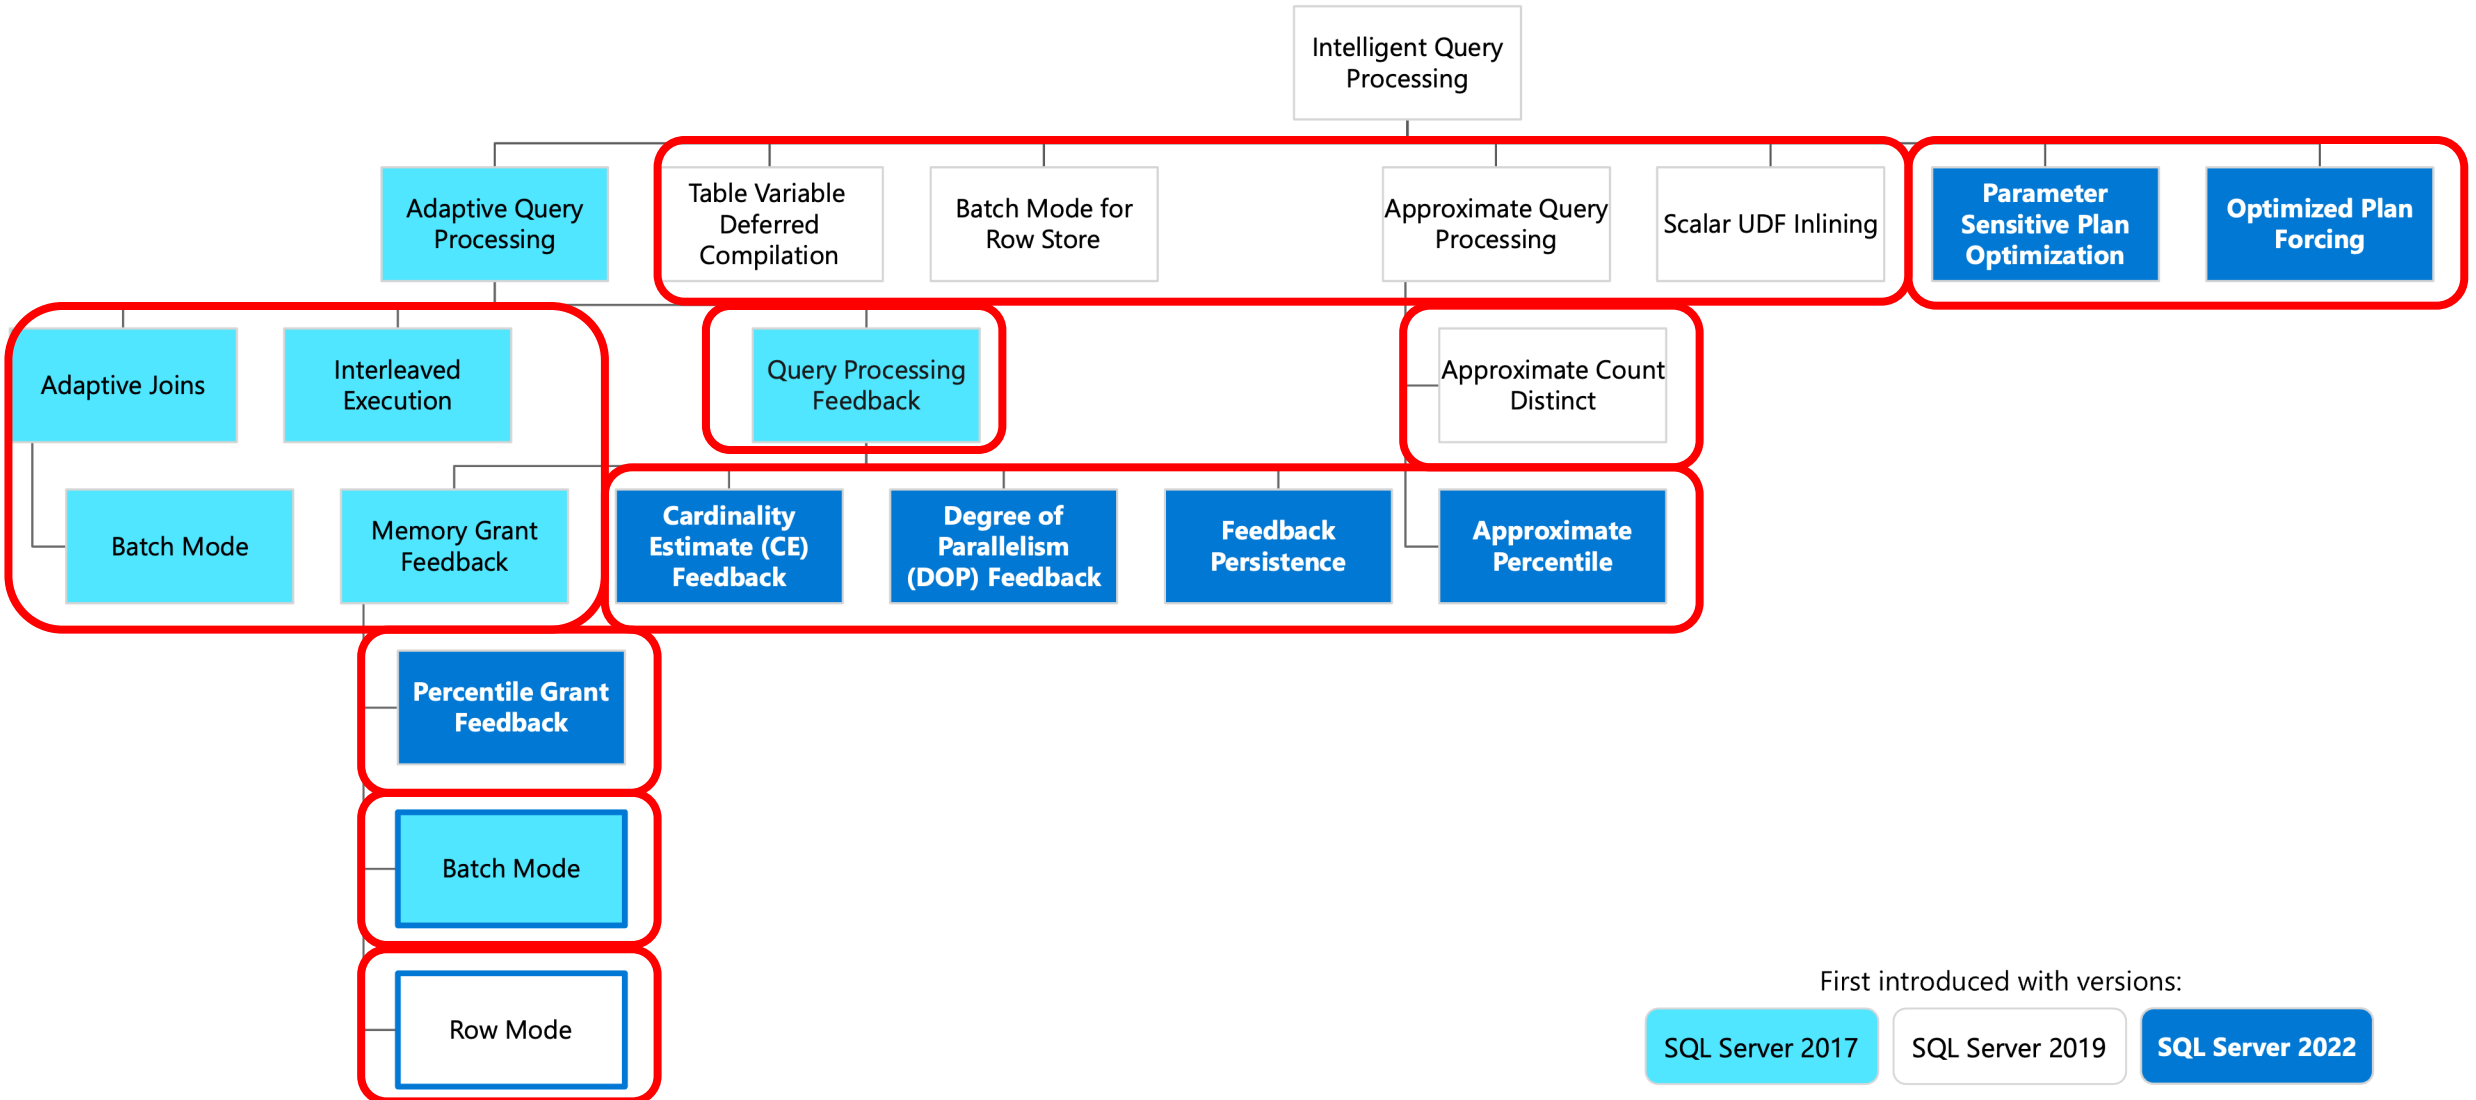 Intelligent Query
Processing
Adaptive Query
Processing
Table Variable
Deferred
Compilation
Batch Mode for
Row Store
Approximate Query
Processing
Scalar UDF Inlining
Parameter
Sensitive Plan
Optimization
Optimized Plan
Forcing
Adaptive Joins
Interleaved
Execution
Query Processing
Feedback
Approximate Count
Distinct
Batch Mode
Memory Grant
Feedback
Cardinality
Estimate (CE)
Feedback
Degree of
Parallelism
(DOP) Feedback
Feedback
Persistence
Approximate
Percentile
Percentile Grant
Feedback
Batch Mode
Row Mode
First introduced with versions:
SQL Server 2017
SQL Server 2019
SQL Server 2022